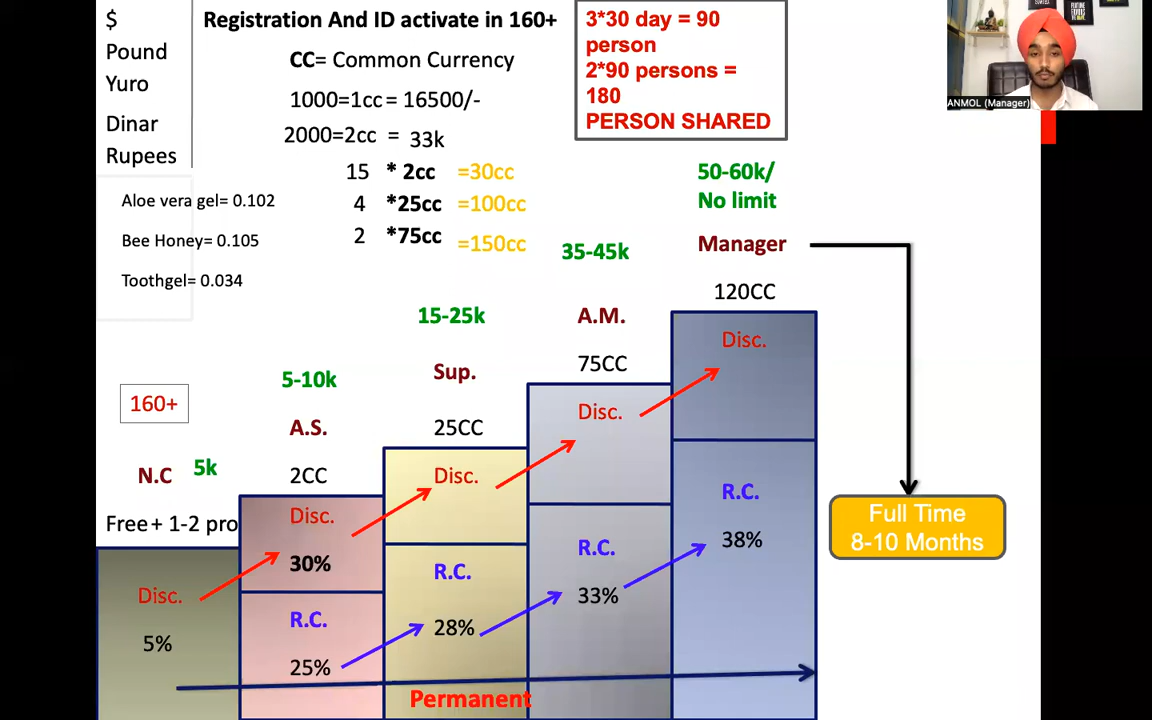 $
Pound
Yuro
Dinar
Rupees
Aloe vera gel= 0.102
Bee Honey= 0.105
Toothgel= 0.034
Registration And ID activate in 160+
CC= Common Currency
1000=1cc = 16500/-
2000=2cc = 33k
15 * 2cc =30cc
4 *25cc =100cc
2 *75cc =150cc
3*30 day = 90
person
2*90 persons =
180
PERSON SHARED
ANMOL (Manager)
160+
N.C 5k
Free + 1-2 pro
Disc.
5%
5-10k
A.S.
2CC
Disc.
30%
R.C.
25%
15-25k
Sup.
25CC
Disc.
R.C.
28%
35-45k
A.M.
75CC
Disc.
R.C.
33%
50-60k/
No limit
Manager
120CC
Disc.
R.C.
38%
Full Time
8-10 Months
Permanent